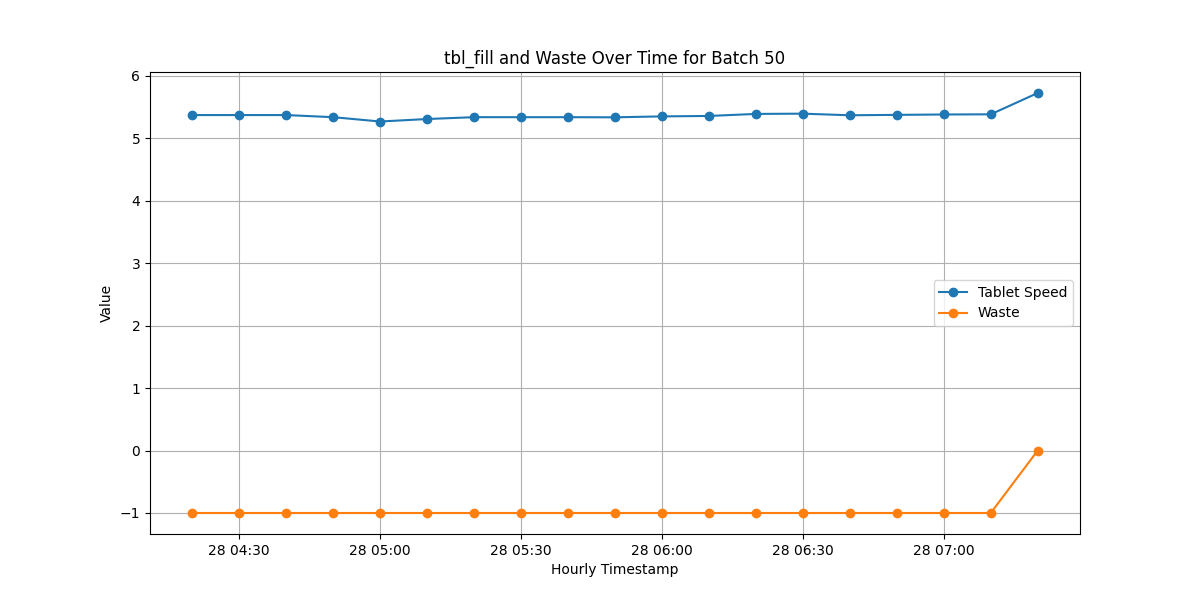 tbl_fill and Waste Over Time for Batch 50
6
5
4
3
2
1
0
−1
Value
Tablet Speed
Waste
28 04:30 28 05:00 28 05:30 28 06:00 28 06:30 28 07:00
Hourly Timestamp